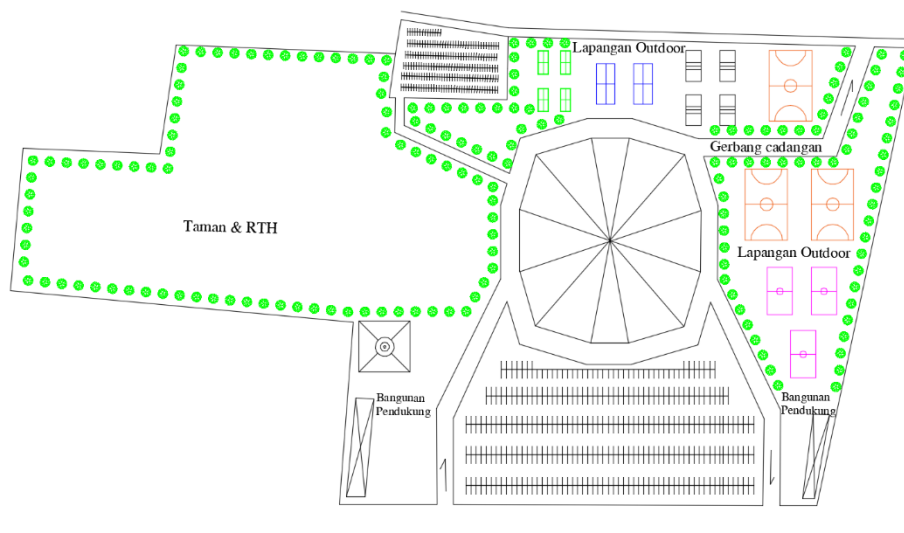 Lapangan Outdoor
Gerbang cadangan
Taman & RTH
Lapangan Outdoor
Bangunan
Pendukung
Bangunan
Pendukung